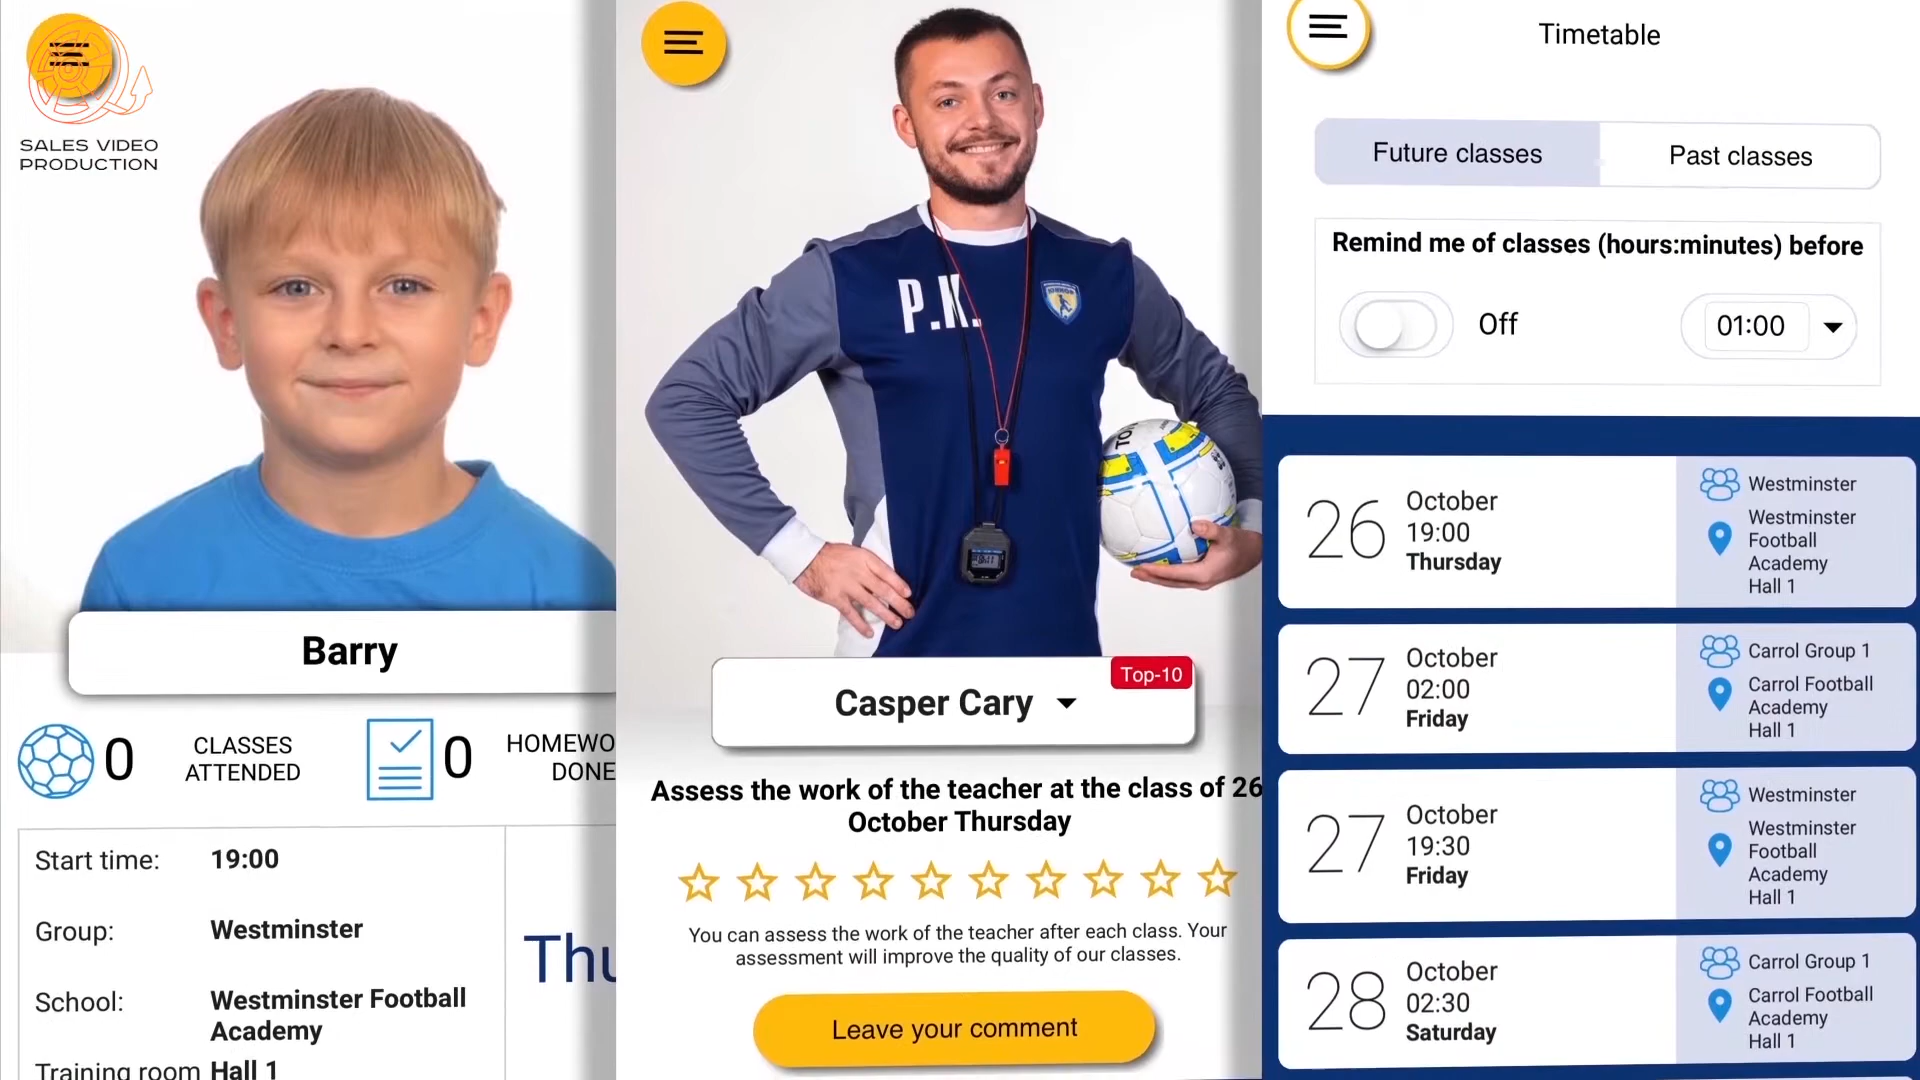 SALES VIDEO
PRODUCTION
Barry
0
CLASSES
ATTENDED
0
HOMEWO
DONE
Start time: 19:00
Group: Westminster
School: Westminster Football
Academy
Training room Hall 1
Thu
P.K.
Top-10
Casper Cary
Assess the work of the teacher at the class of 26
October Thursday
You can assess the work of the teacher after each class. Your
assessment will improve the quality of our classes.
Leave your comment
Timetable
Future classes
Past classes
Remind me of classes (hours:minutes) before
Off
01:00
26
October
19:00
Thursday
Westminster
Westminster
Football
Academy
Hall 1
27
October
02:00
Friday
Carrol Group 1
Carrol Football
Academy
Hall 1
27
October
19:30
Friday
Westminster
Westminster
Football
Academy
Hall 1
28
October
02:30
Saturday
Carrol Group 1
Carrol Football
Academy
Hall 1